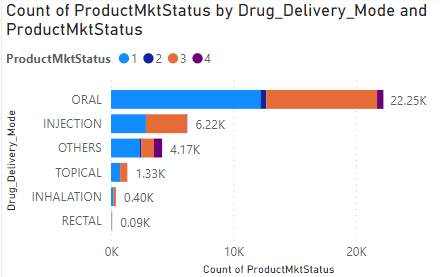 Count of ProductMktStatus by Drug_Delivery_Mode and
ProductMktStatus
ProductMktStatus 1 2 3 4
Drug_Delivery_Mode
ORAL 22.25K
INJECTION 6.22K
OTHERS 4.17K
TOPICAL 1.33K
INHALATION 0.40K
RECTAL 0.09K
0K 10K 20K
Count of ProductMktStatus